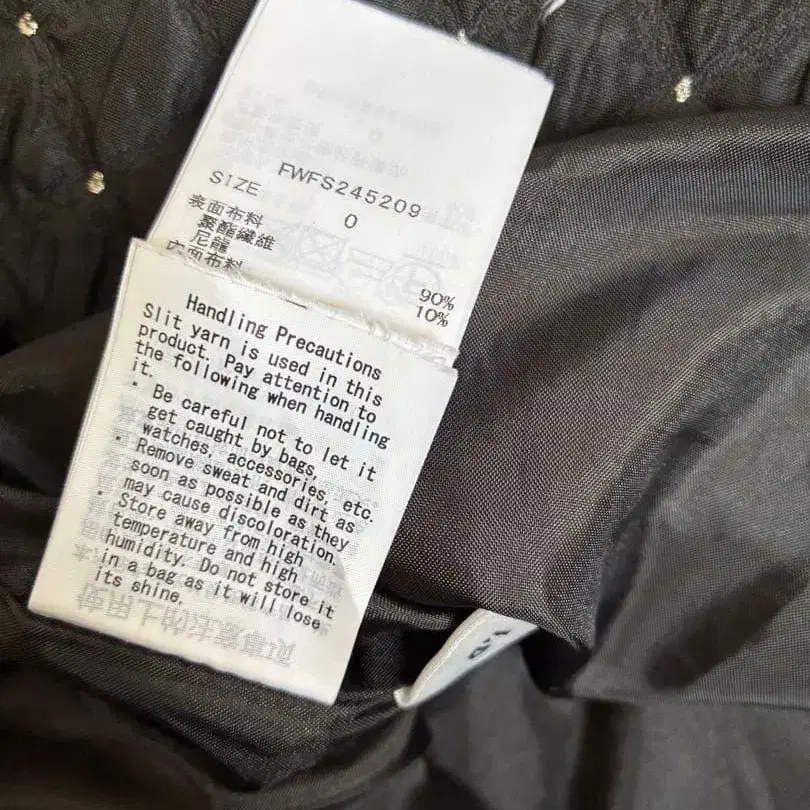 FWFS245209
SIZE 0
表面布料
聚酯纖維 90%
尼龍 10%
內面布料
Handling Precautions
Slit yarn is used in this
product. Pay attention to
the following when handling
it.
・ Be careful not to let it
get caught by bags,
watches, accessories, etc.
・ Remove sweat and dirt as
soon as possible as they
may cause discoloration.
・ Store away from high
temperature and high
humidity. Do not store it
in a bag as it will lose
its shine.